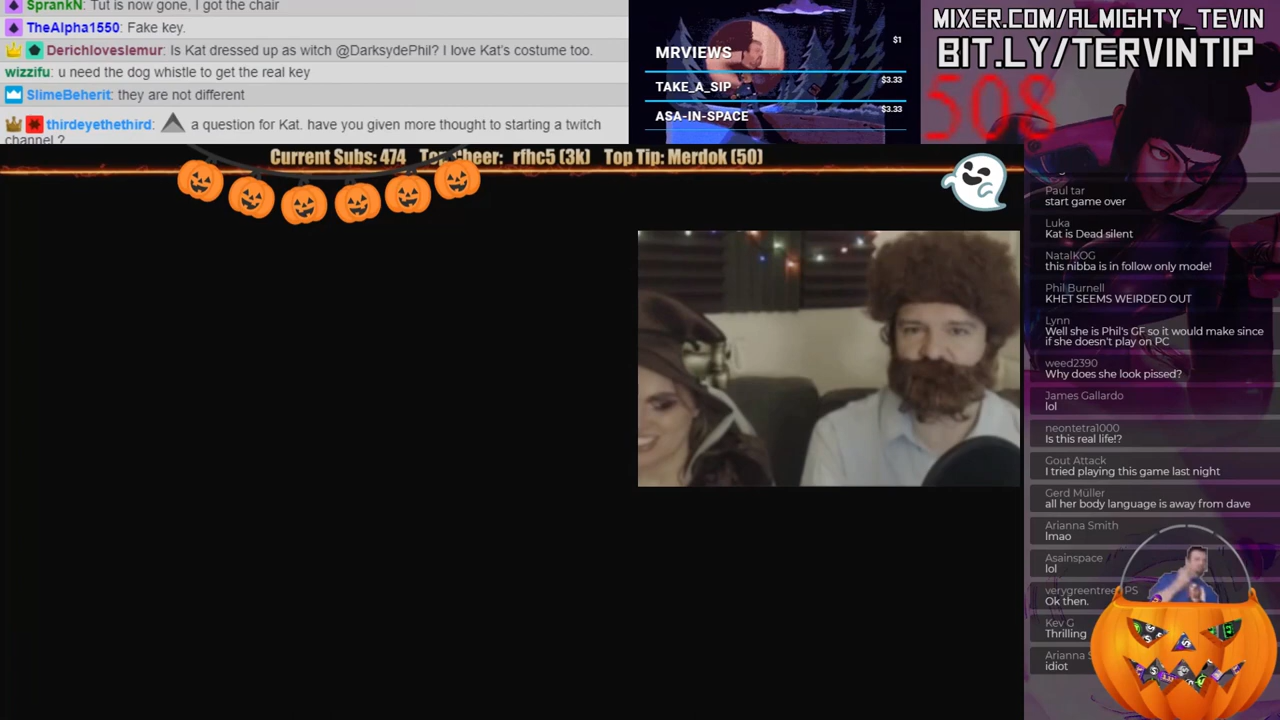 SprankN: Tut is now gone, I got the chair
TheAlpha1550: Fake key.
Derichloveslemur: Is Kat dressed up as witch @DarksydePhil? I love Kat's costume too.
wizzifu: u need the dog whistle to get the real key
SlimeBeherit: they are not different
thirdeyethethird: a question for Kat. have you given more thought to starting a twitch
channel ?
MRVIEWS
$1
TAKE_A_SIP
$3.33
ASA-IN-SPACE
$3.33
MIXER.COM/ALMIGHTY_TEVIN
BIT.LY/TERVINTIP
508
Current Subs: 474 Top Cheer: rfhc5 (3k) Top Tip: Merdok (50)
Paul tar
start game over
Luka
Kat is Dead silent
NatalKOG
this nibba is in follow only mode!
Phil Burnell
KHET SEEMS WEIRDED OUT
Lynn
Well she is Phil's GF so it would make since
if she doesn't play on PC
weed2390
Why does she look pissed?
James Gallardo
lol
neontetra1000
Is this real life!?
Gout Attack
I tried playing this game last night
Gerd Müller
all her body language is away from dave
Arianna Smith
lmao
Asainspace
lol
verygreentree PS
Ok then.
Kev G
Thrilling
Arianna S
idiot